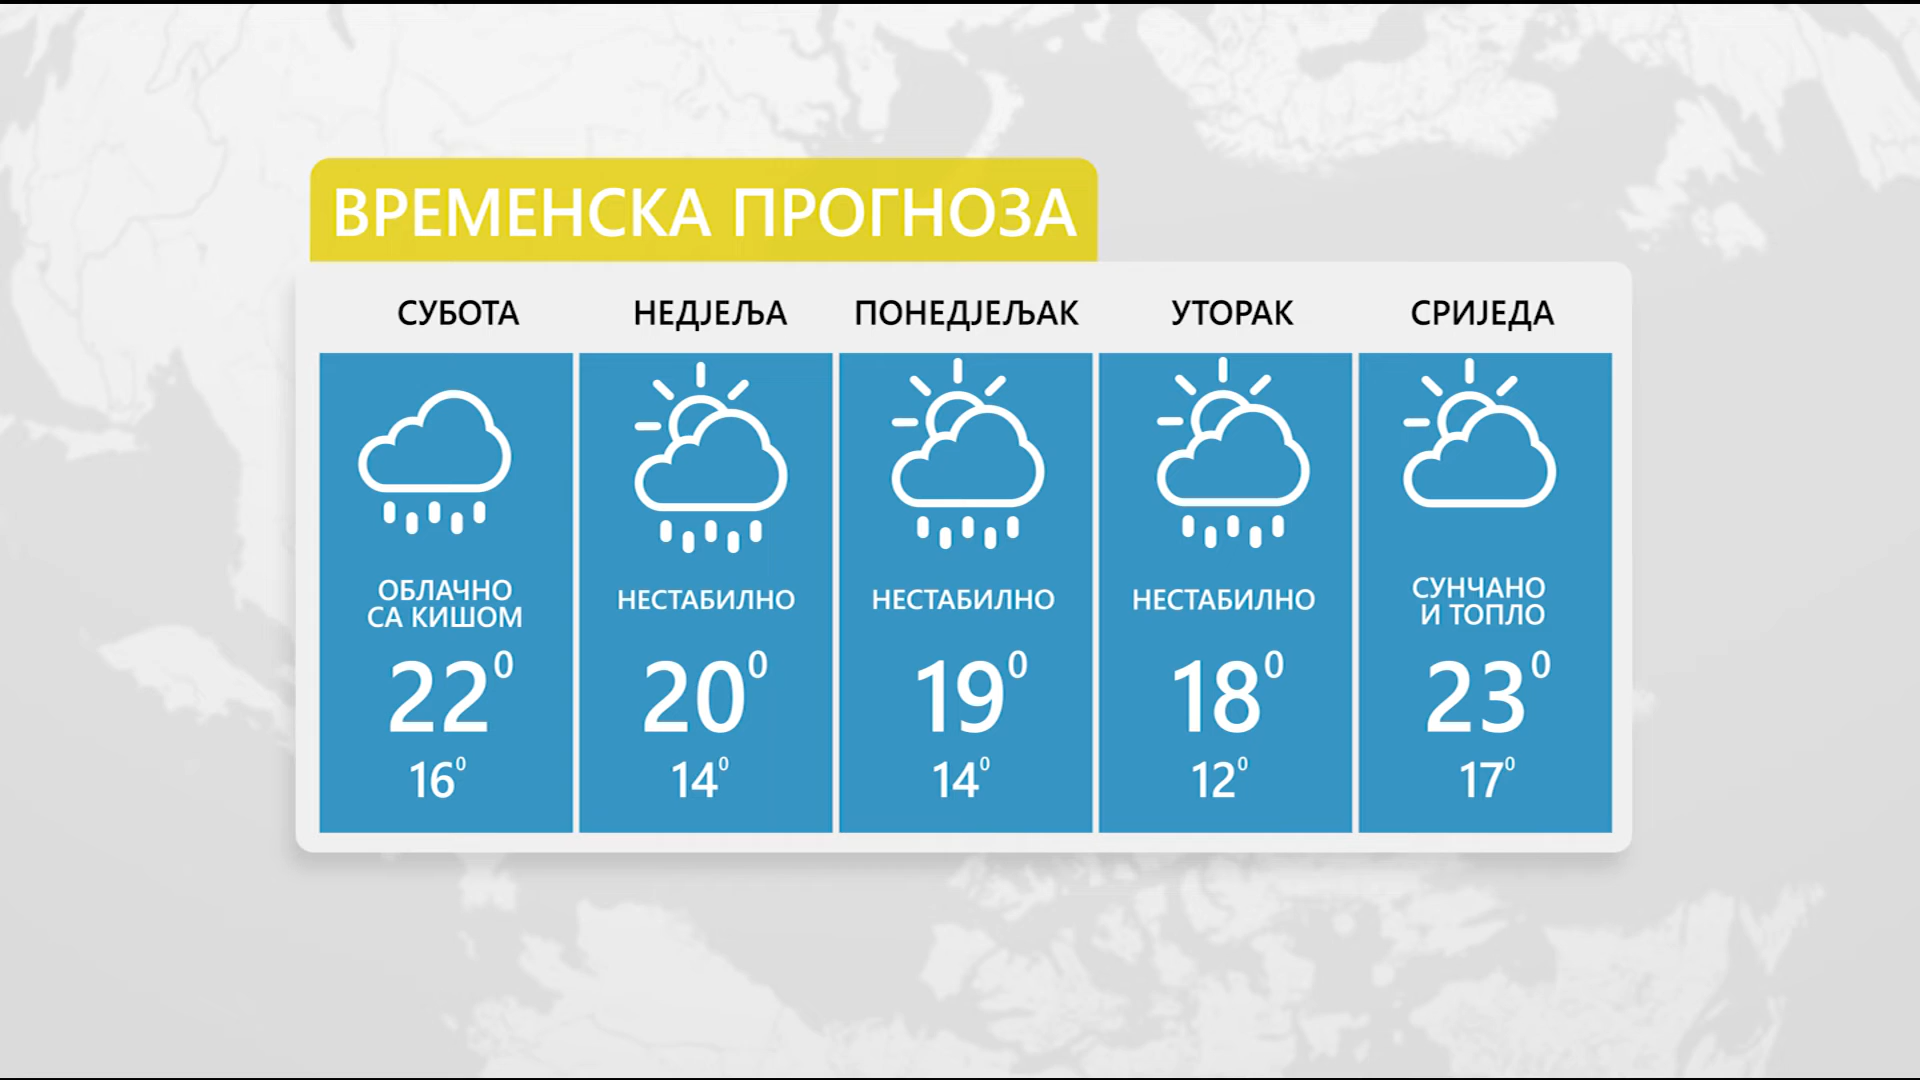 ВРЕМЕНСКА ПРОГНОЗА
СУБОТА
ОБЛАЧНО
СА КИШОМ
22⁰
16⁰
НЕДЈЕЉА
НЕСТАБИЛНО
20⁰
14⁰
ПОНЕДЈЕЉАК
НЕСТАБИЛНО
19⁰
14⁰
УТОРАК
НЕСТАБИЛНО
18⁰
12⁰
СРИЈЕДА
СУНЧАНО
И ТОПЛО
23⁰
17⁰